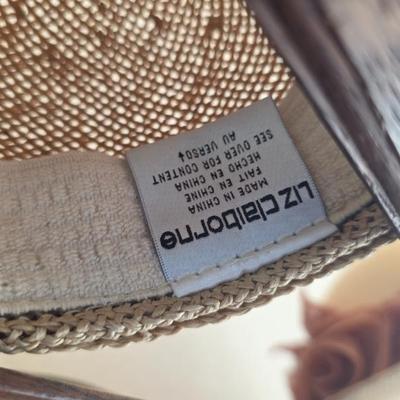 Liz claiborne
MADE IN CHINA
FAIT EN CHINE
HECHO EN CHINA
SEE OVER FOR CONTENT
AU VERSO↓